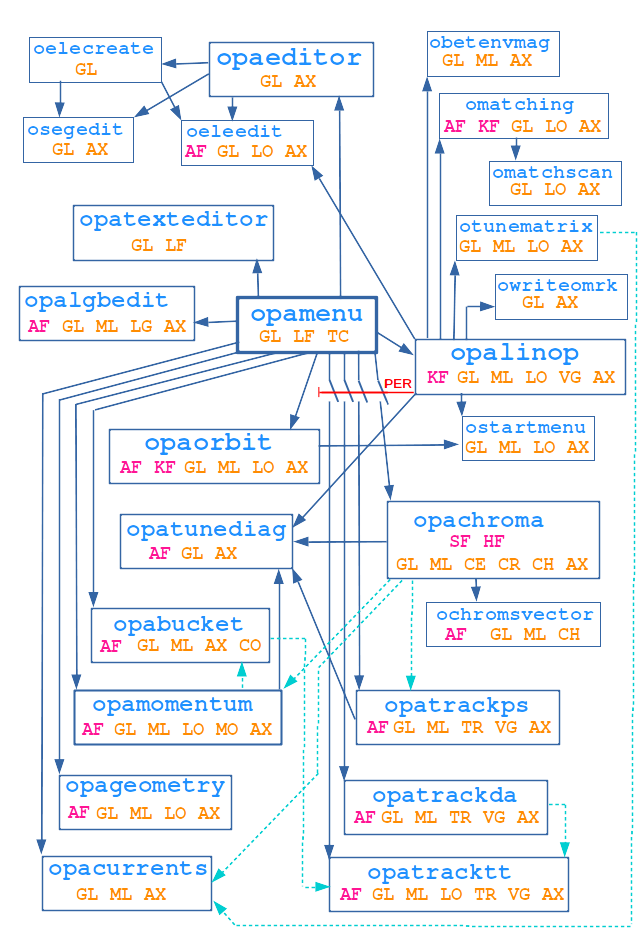 oelecreate
GL
opaeditor
GL AX
obetenvmag
GL ML AX
osegedit
GL AX
oeleedit
AF GL LO AX
omatching
AF KF GL LO AX
omatchscan
GL LO AX
opatexteditor
GL LF
otunematrix
GL ML LO AX
opalgbedit
AF GL ML LG AX
opamenu
GL LF TC
owriteomrk
GL AX
opalinop
KF GL ML LO VG AX
PER
opaorbit
AF KF GL ML LO AX
ostartmenu
GL ML LO AX
opatunediag
AF GL AX
opachroma
SF HF
GL ML CE CR CH AX
opabucket
AF GL ML AX CO
ochromsvector
AF GL ML CH
opamomentum
AF GL ML LO MO AX
opatrackps
AF GL ML TR VG AX
opageometry
AF GL ML LO AX
opatrackda
AF GL ML TR VG AX
opacurrents
GL ML AX
opatracktt
AF GL ML LO TR VG AX